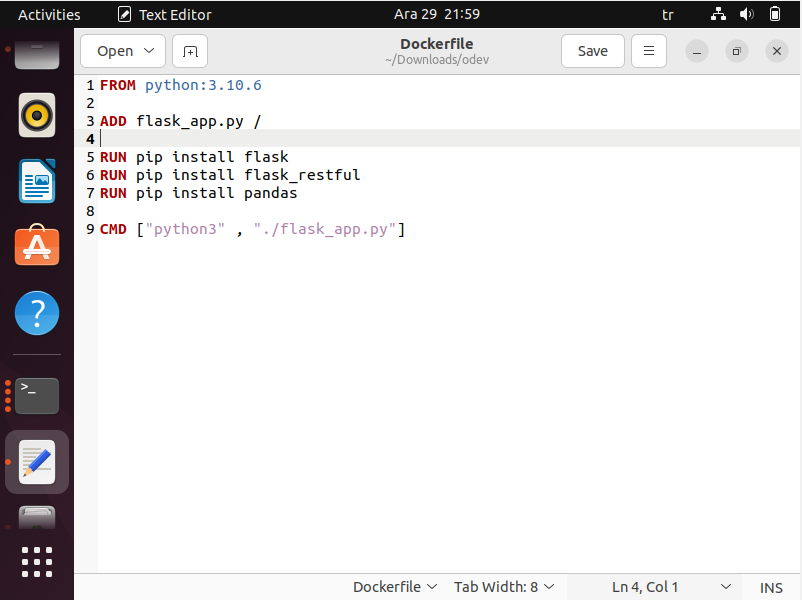 Activities Text Editor Ara 29 21:59 tr
Open Dockerfile Save
~/Downloads/odev
1 FROM python:3.10.6
2
3 ADD flask_app.py /
4
5 RUN pip install flask
6 RUN pip install flask_restful
7 RUN pip install pandas
8
9 CMD ["python3" , "./flask_app.py"]
>_
?
Dockerfile Tab Width: 8 Ln 4, Col 1 INS